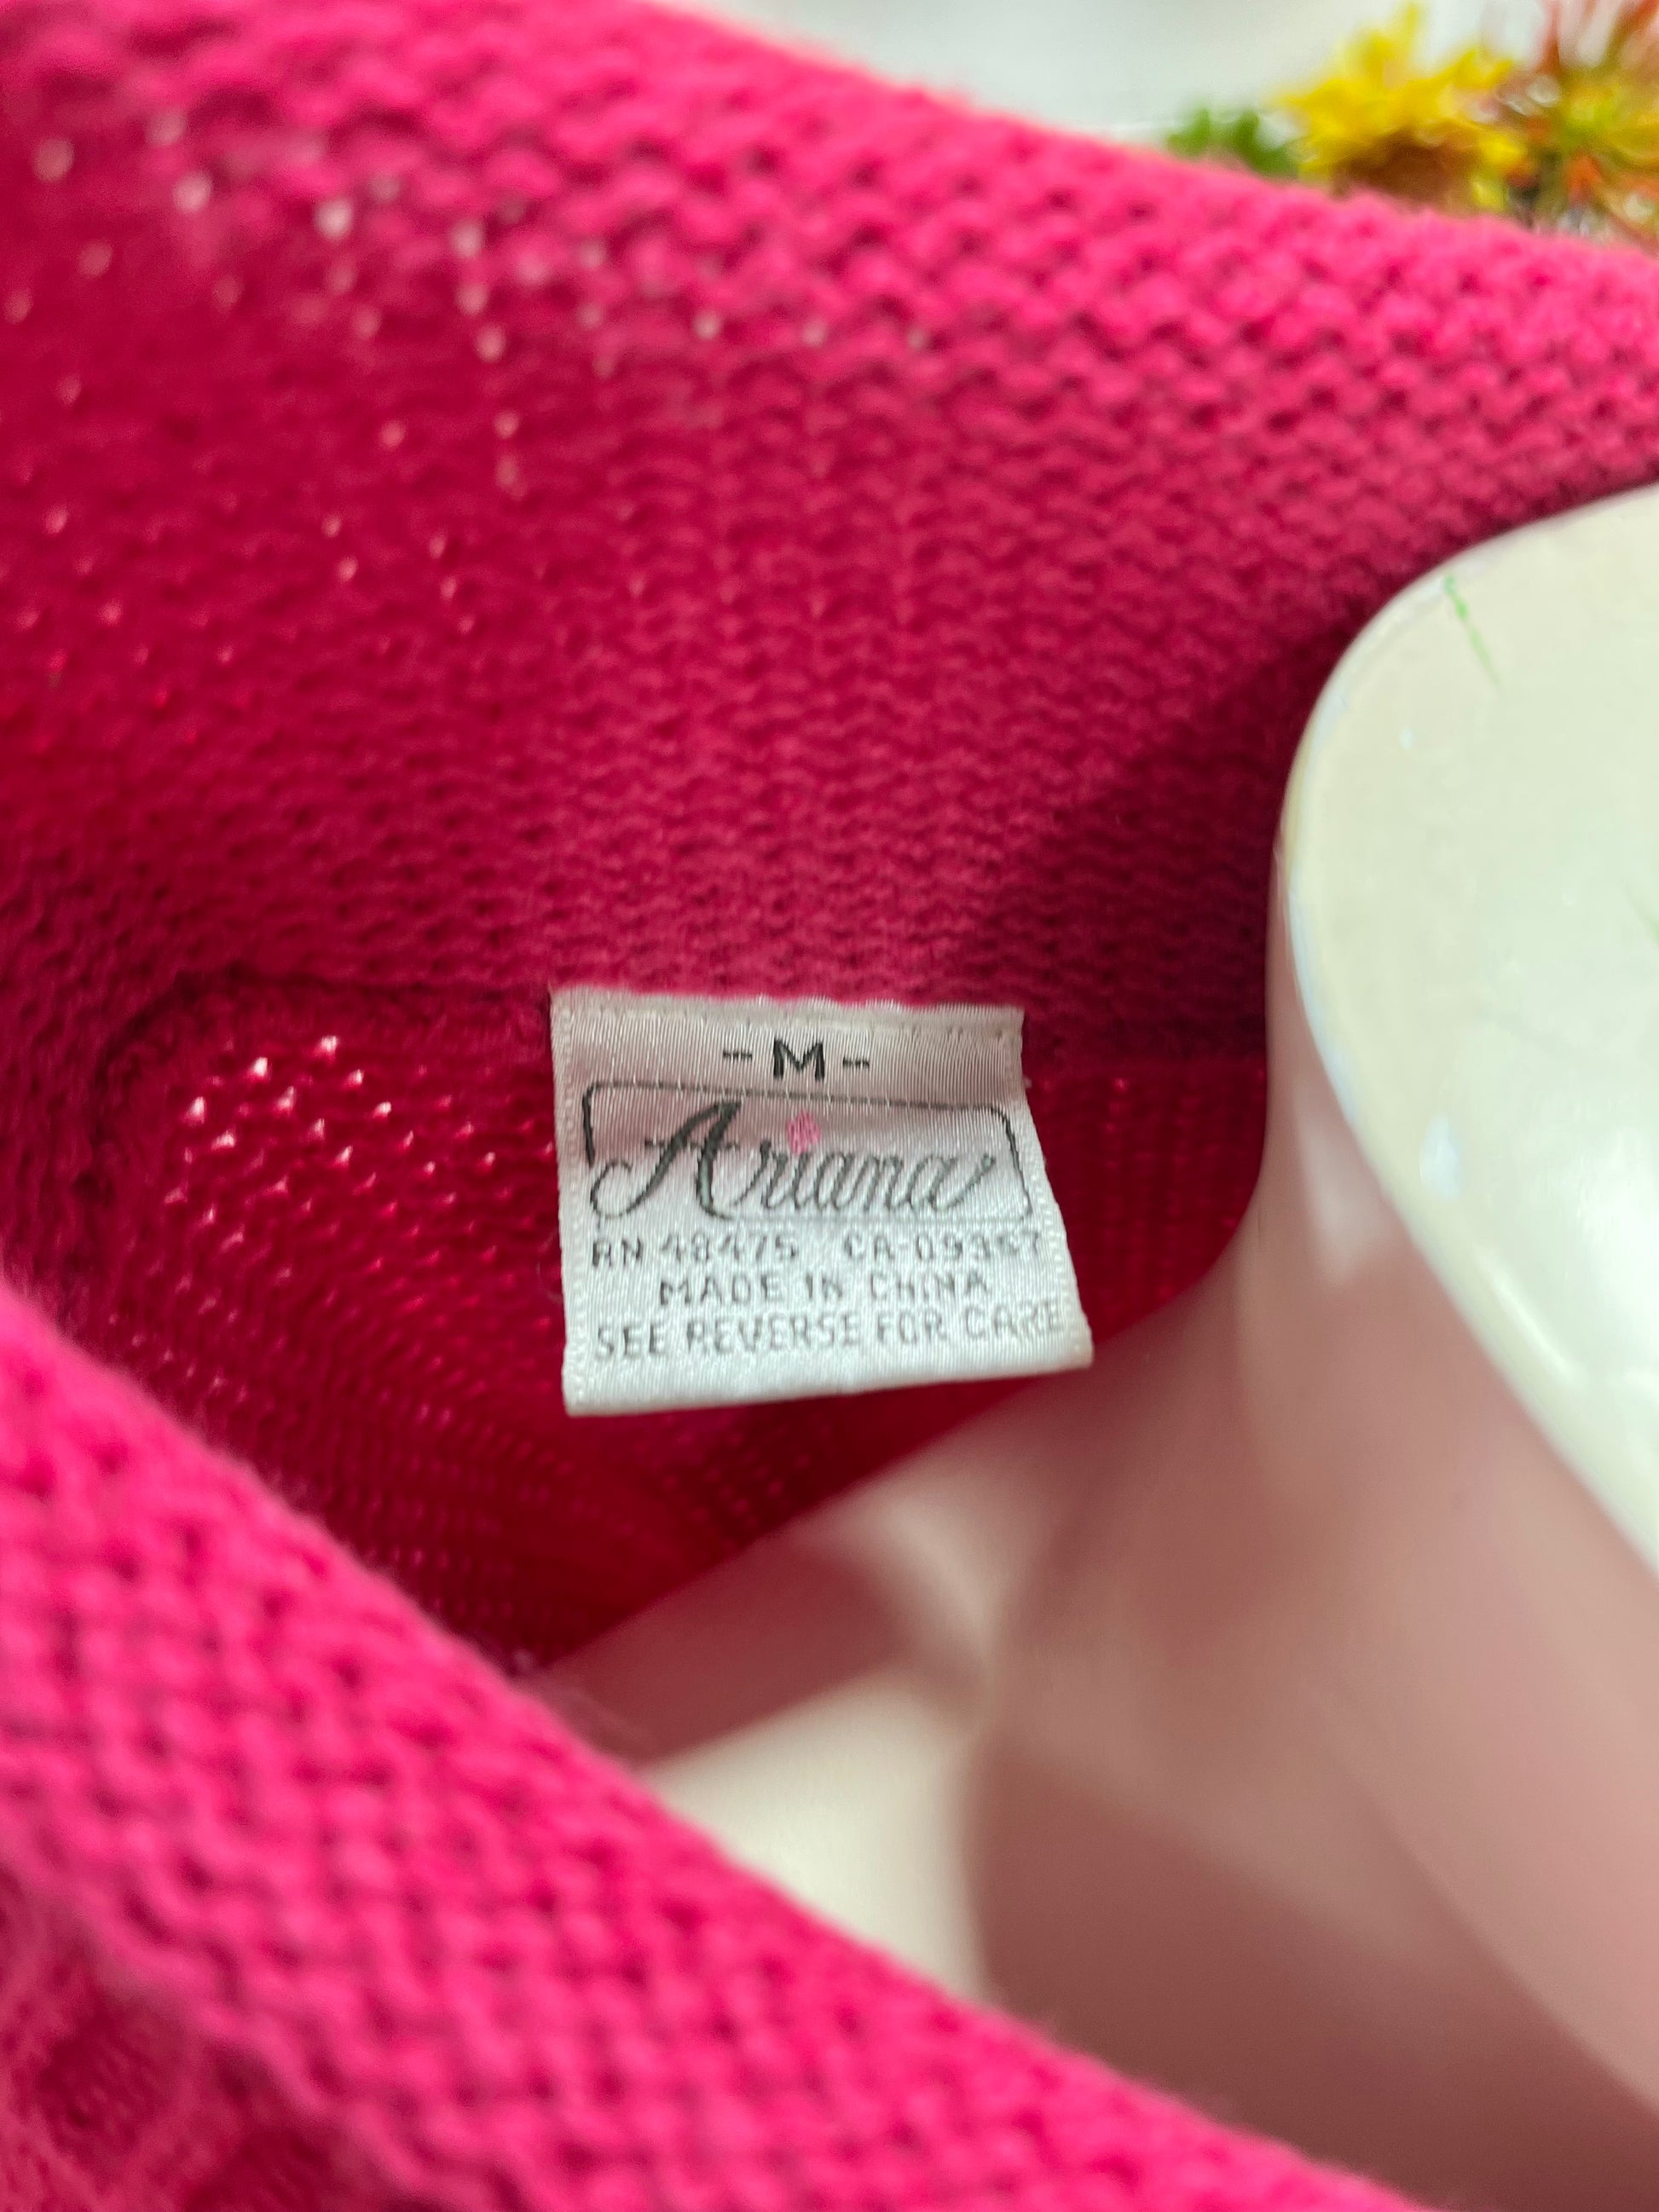 -M-
Ariana
RN 48475 CA-09357
MADE IN CHINA
SEE REVERSE FOR CARE